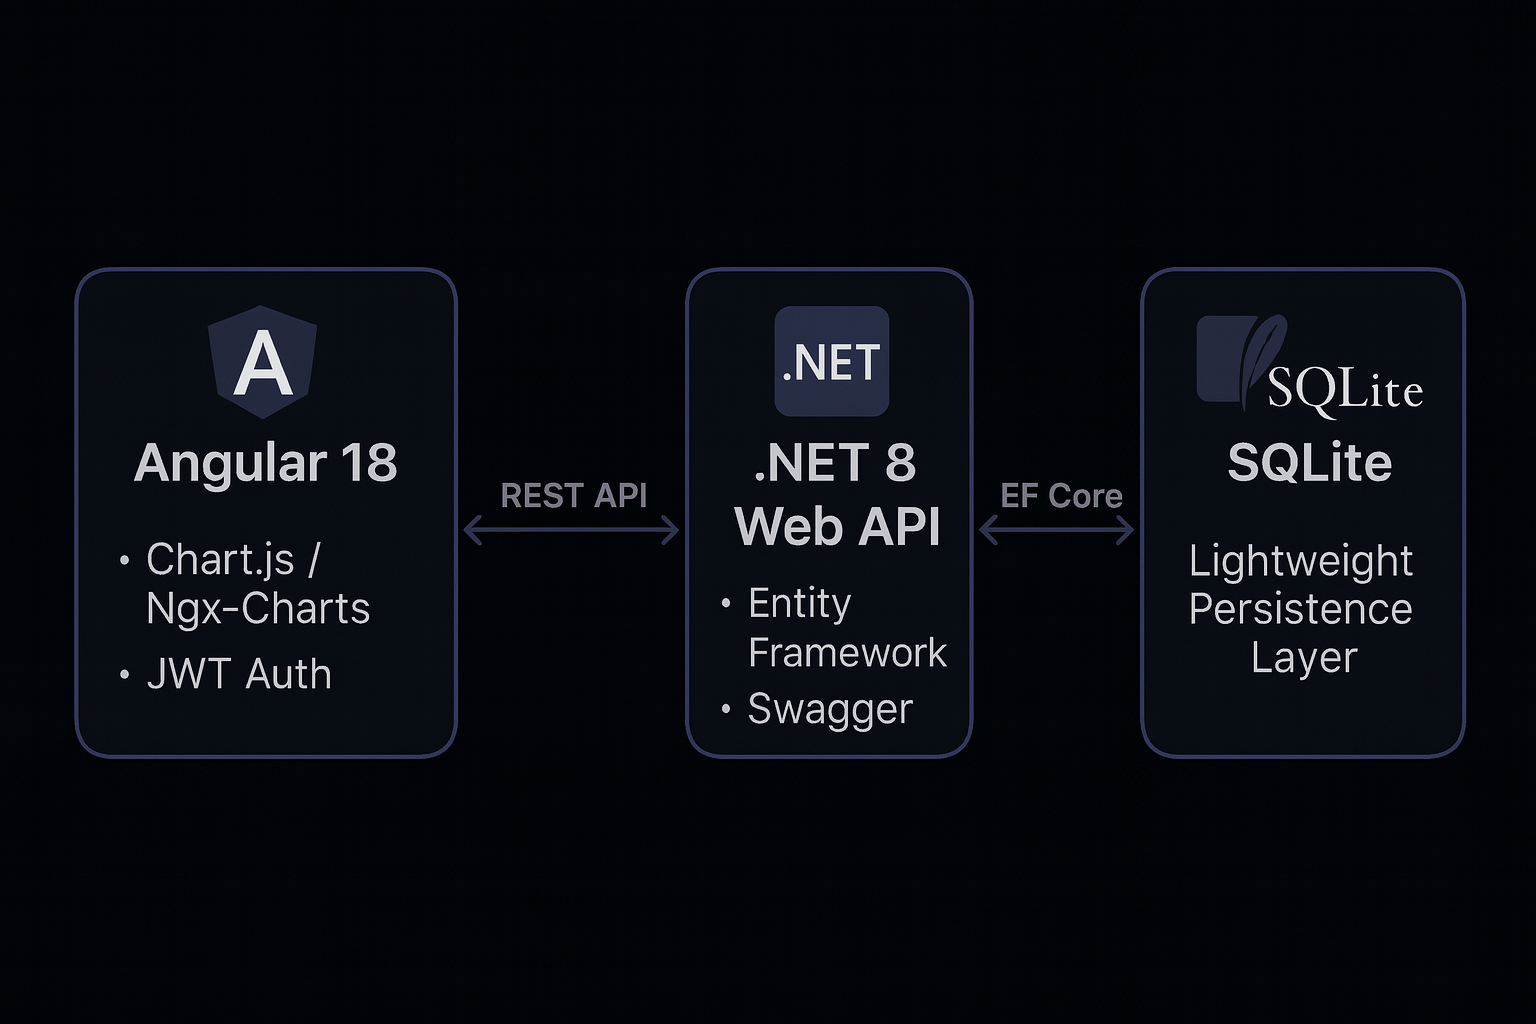 A
Angular 18
• Chart.js /
Ngx-Charts
• JWT Auth
REST API
.NET
.NET 8
Web API
• Entity
Framework
• Swagger
EF Core
SQLite
SQLite
Lightweight
Persistence
Layer